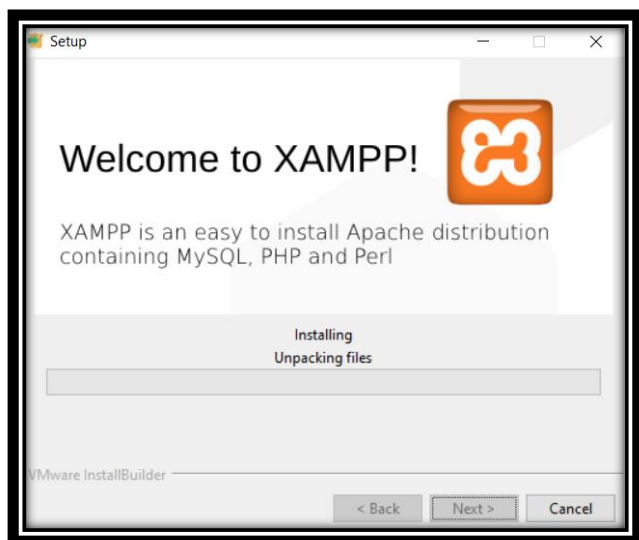 Setup
Welcome to XAMPP!
XAMPP is an easy to install Apache distribution
containing MySQL, PHP and Perl
Installing
Unpacking files
VMware InstallBuilder
< Back
Next >
Cancel